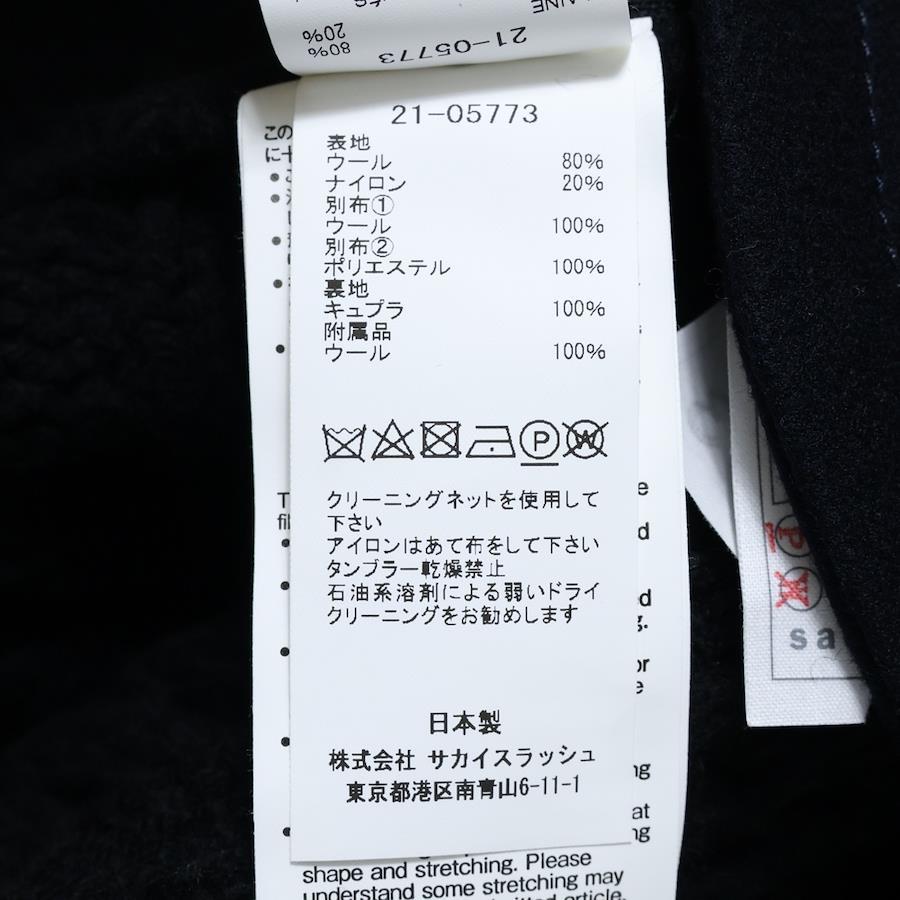 AINE
80%
20%
21-05773
21-05773
表地
ウール 80%
ナイロン 20%
別布①
ウール 100%
別布②
ポリエステル 100%
裏地
キュプラ 100%
附属品
ウール 100%
P W
クリーニングネットを使用して
下さい
アイロンはあて布をして下さい
タンブラー乾燥禁止
石油系溶剤による弱いドライ
クリーニングをお勧めします
日本製
株式会社 サカイスラッシュ
東京都港区南青山6-11-1
この
に
shape and stretching. Please
understand some stretching may
article.
P
sa